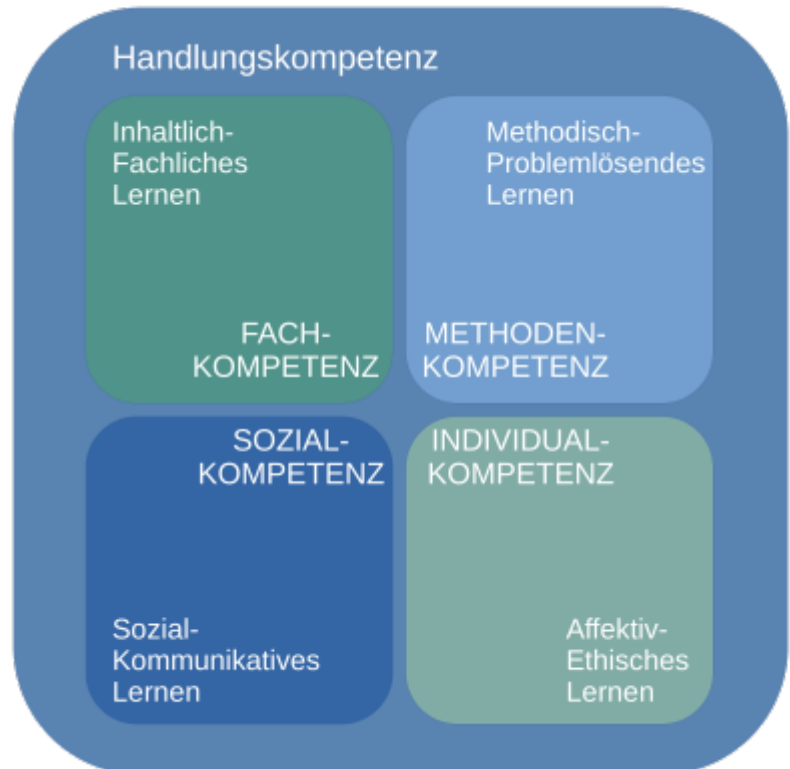 Handlungskompetenz
Inhaltlich-
Fachliches
Lernen
FACH-
KOMPETENZ
Methodisch-
Problemlösendes
Lernen
METHODEN-
KOMPETENZ
SOZIAL-
KOMPETENZ
Sozial-
Kommunikatives
Lernen
INDIVIDUAL-
KOMPETENZ
Affektiv-
Ethisches
Lernen